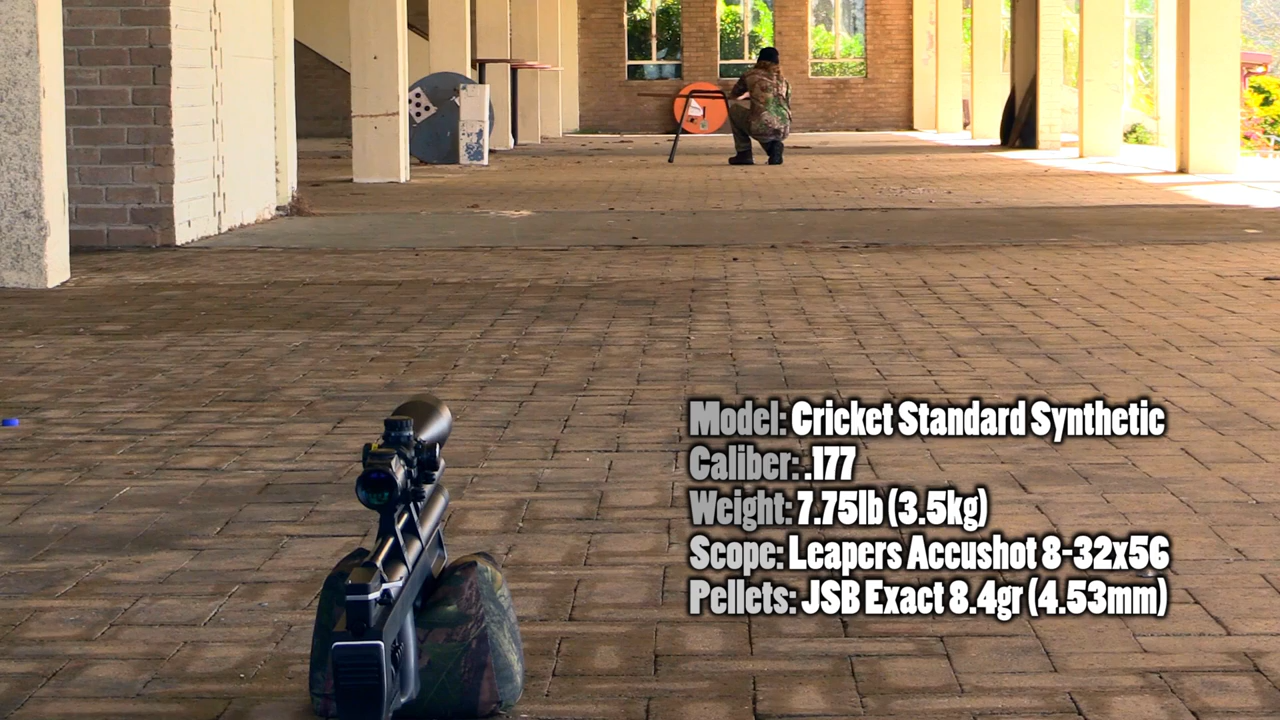 Model: Cricket Standard Synthetic
Caliber: .177
Weight: 7.75lb (3.5kg)
Scope: Leapers Accushot 8-32x56
Pellets: JSB Exact 8.4gr (4.53mm)